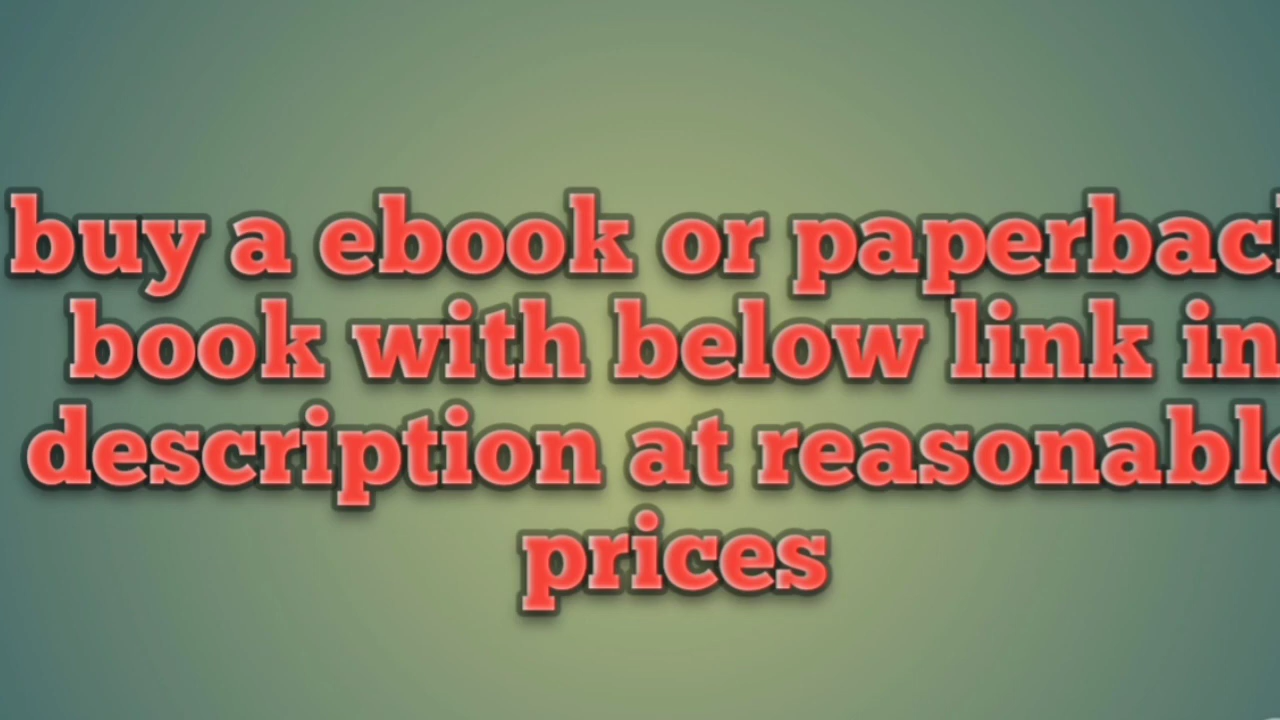 buy a ebook or paperbac
book with below link in
description at reasonabl
prices